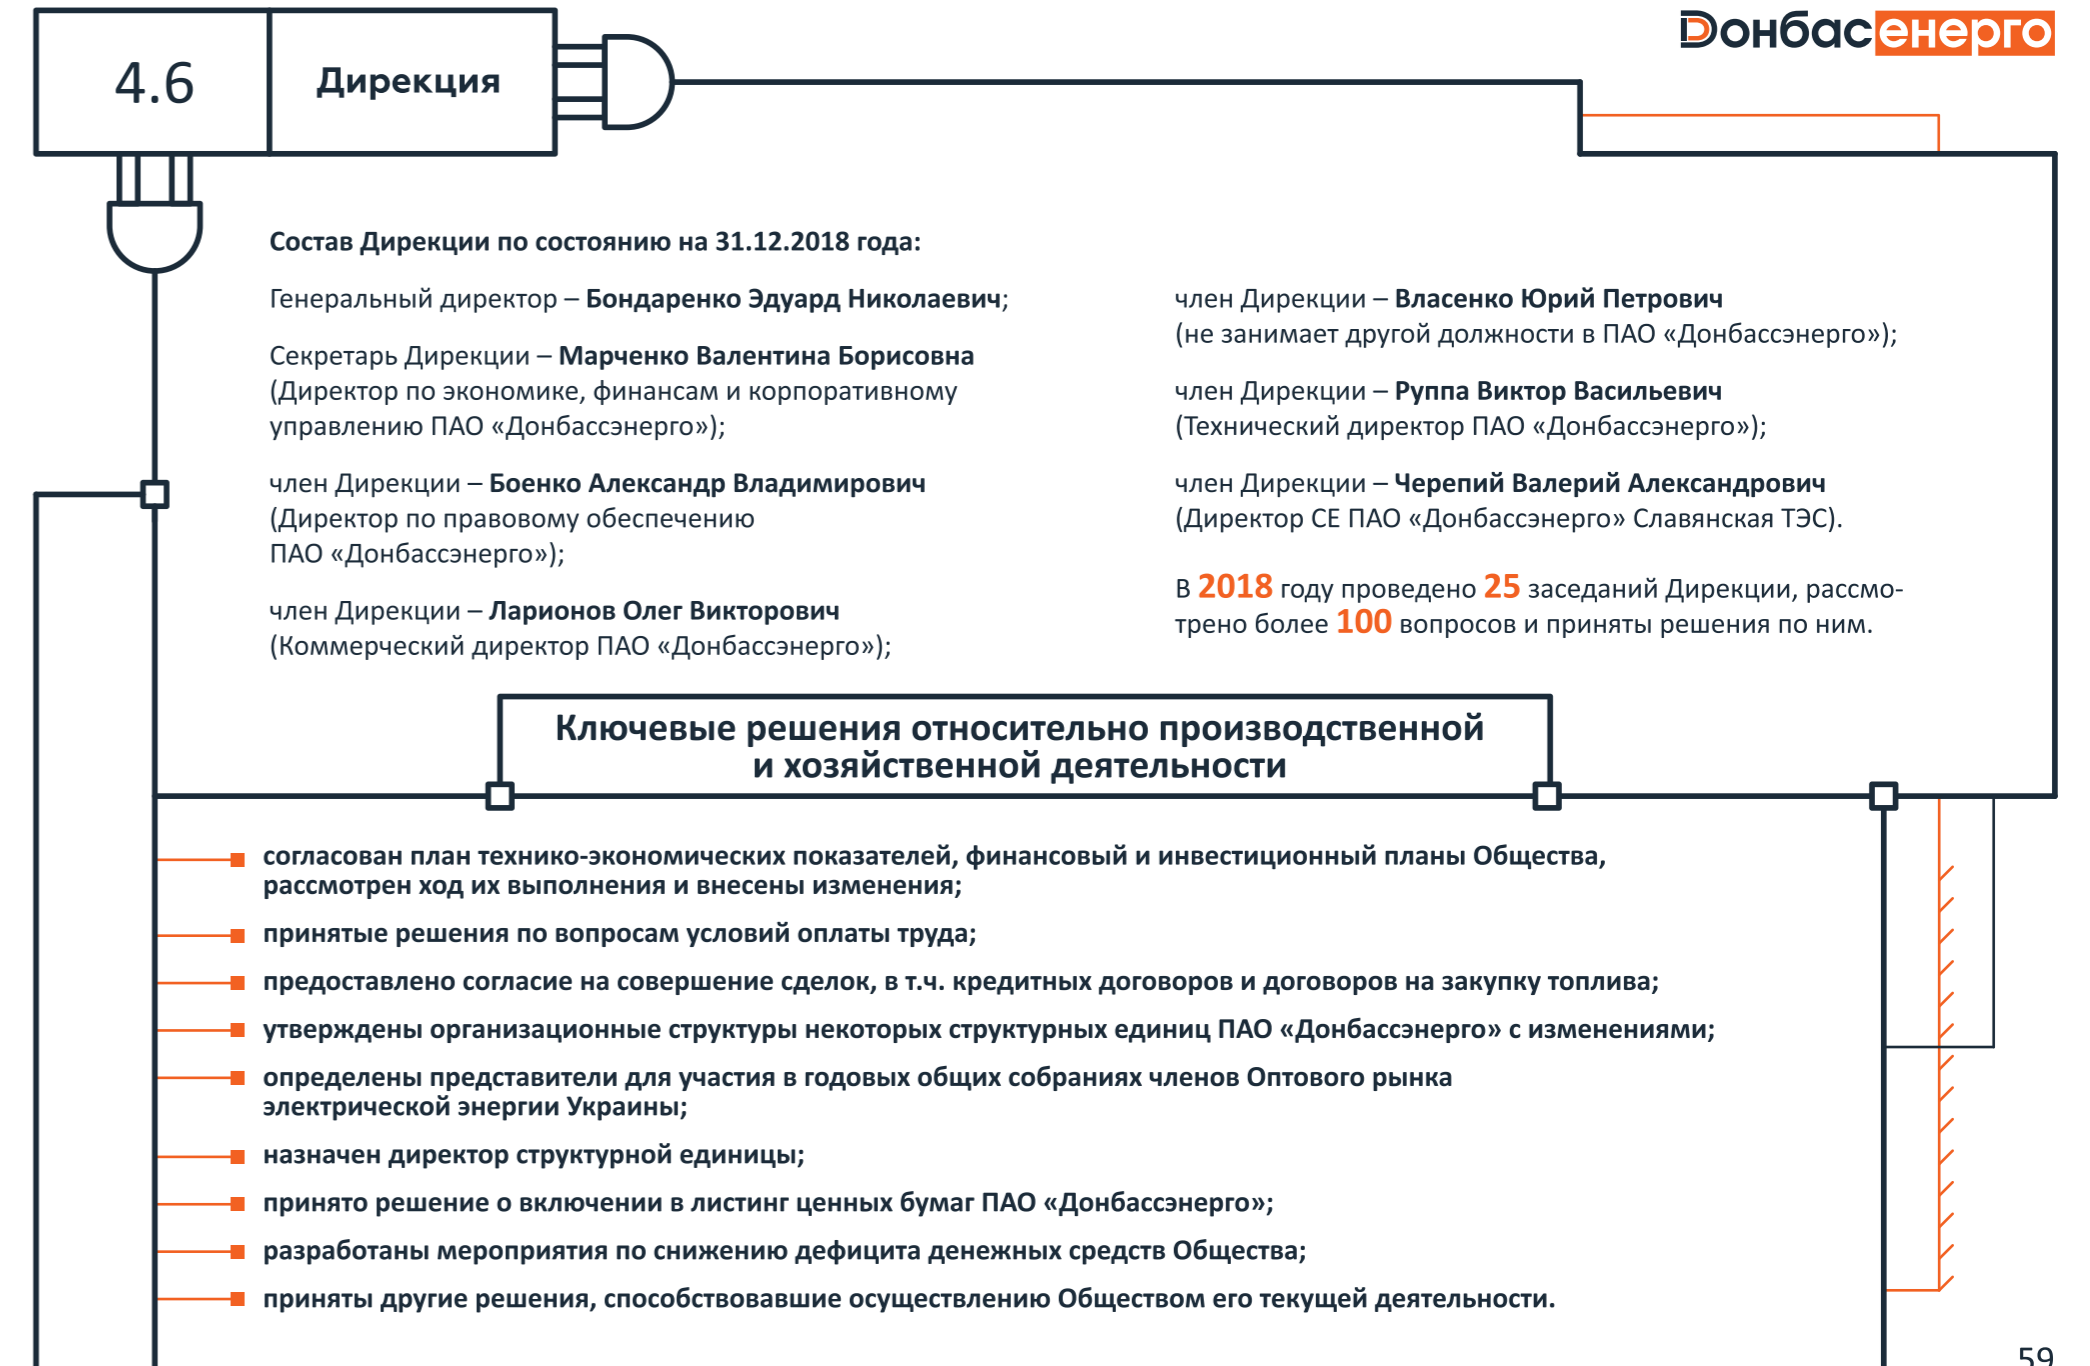 Донбасенерго
4.6
Дирекция
Состав Дирекции по состоянию на 31.12.2018 года:
Генеральный директор – Бондаренко Эдуард Николаевич;
Секретарь Дирекции – Марченко Валентина Борисовна
(Директор по экономике, финансам и корпоративному
управлению ПАО «Донбассэнерго»);
член Дирекции – Боенко Александр Владимирович
(Директор по правовому обеспечению
ПАО «Донбассэнерго»);
член Дирекции – Ларионов Олег Викторович
(Коммерческий директор ПАО «Донбассэнерго»);
член Дирекции – Власенко Юрий Петрович
(не занимает другой должности в ПАО «Донбассэнерго»);
член Дирекции – Руппа Виктор Васильевич
(Технический директор ПАО «Донбассэнерго»);
член Дирекции – Черепий Валерий Александрович
(Директор СЕ ПАО «Донбассэнерго» Славянская ТЭС).
В 2018 году проведено 25 заседаний Дирекции, рассмо-
трено более 100 вопросов и приняты решения по ним.
Ключевые решения относительно производственной
и хозяйственной деятельности
согласован план технико-экономических показателей, финансовый и инвестиционный планы Общества,
рассмотрен ход их выполнения и внесены изменения;
принятые решения по вопросам условий оплаты труда;
предоставлено согласие на совершение сделок, в т.ч. кредитных договоров и договоров на закупку топлива;
утверждены организационные структуры некоторых структурных единиц ПАО «Донбассэнерго» с изменениями;
определены представители для участия в годовых общих собраниях членов Оптового рынка
электрической энергии Украины;
назначен директор структурной единицы;
принято решение о включении в листинг ценных бумаг ПАО «Донбассэнерго»;
разработаны мероприятия по снижению дефицита денежных средств Общества;
приняты другие решения, способствовавшие осуществлению Обществом его текущей деятельности.
59